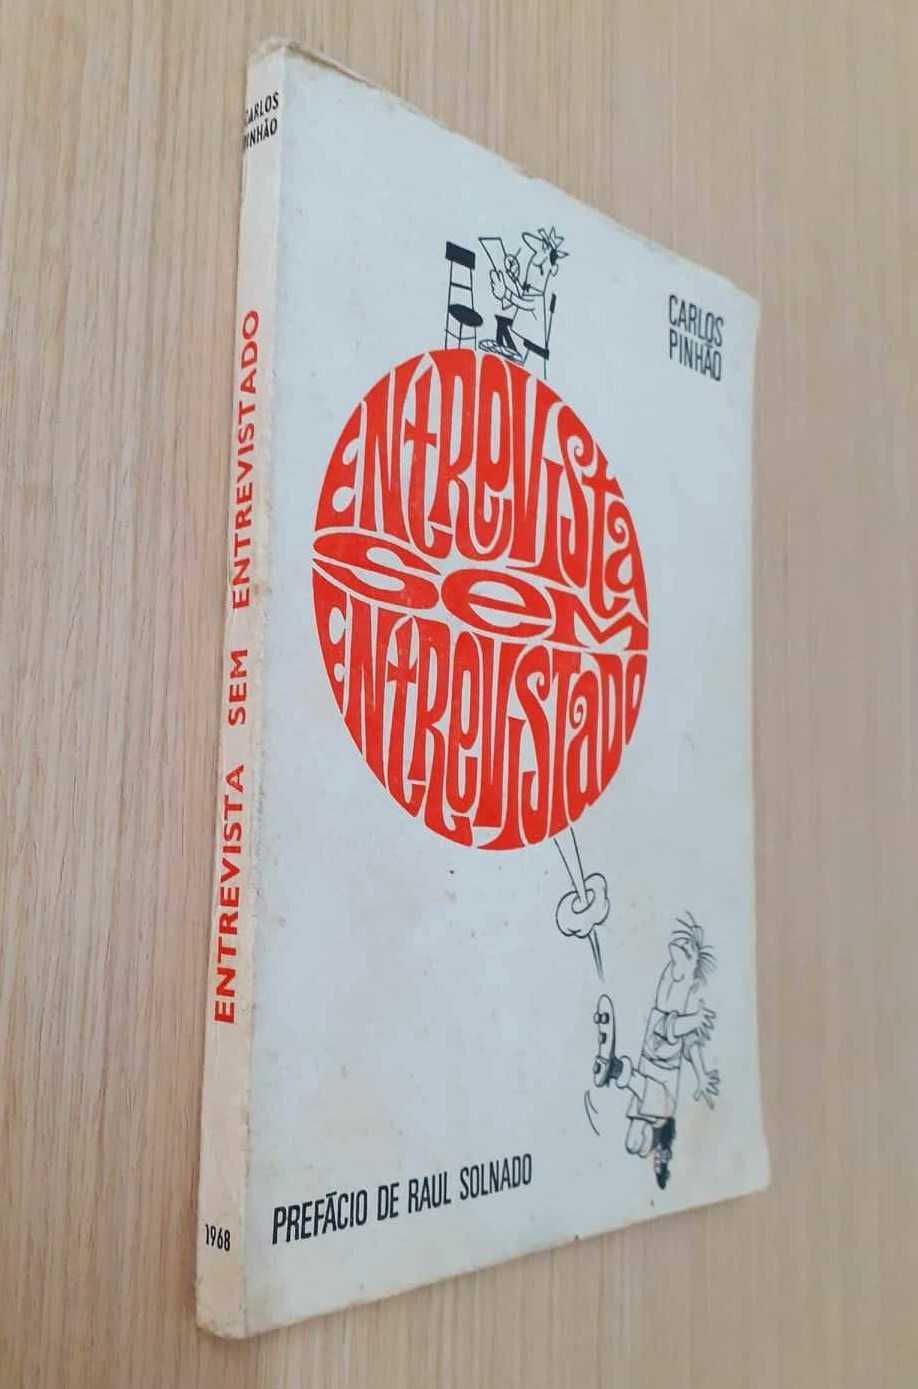 CARLOS
PINHÃO
ENTREVISTA SEM ENTREVISTADO
1968
CARLOS
PINHÃO
ENtREVISta
SEM
ENtREVIStaDO
PREFÁCIO DE RAUL SOLNADO